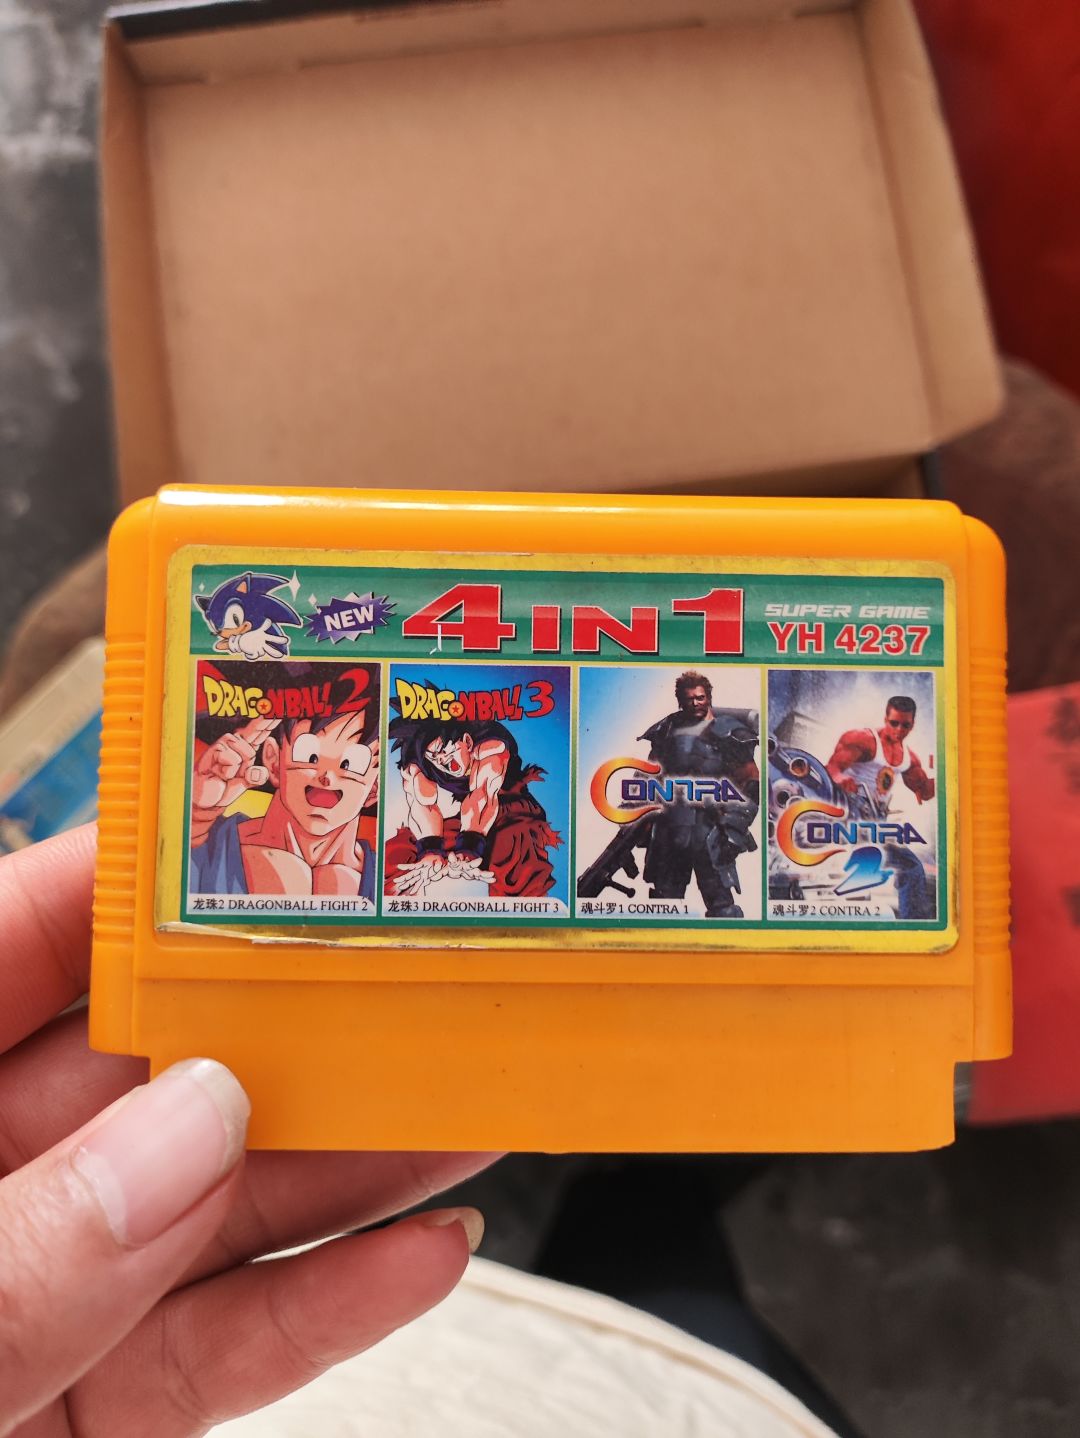 NEW
4 IN 1
SUPER GAME
YH 4237
DRAGONBALL 2
DRAGONBALL 3
CONTRA
CONTRA
2
龙珠2 DRAGONBALL FIGHT 2
龙珠3 DRAGONBALL FIGHT 3
魂斗罗1 CONTRA 1
魂斗罗2 CONTRA 2